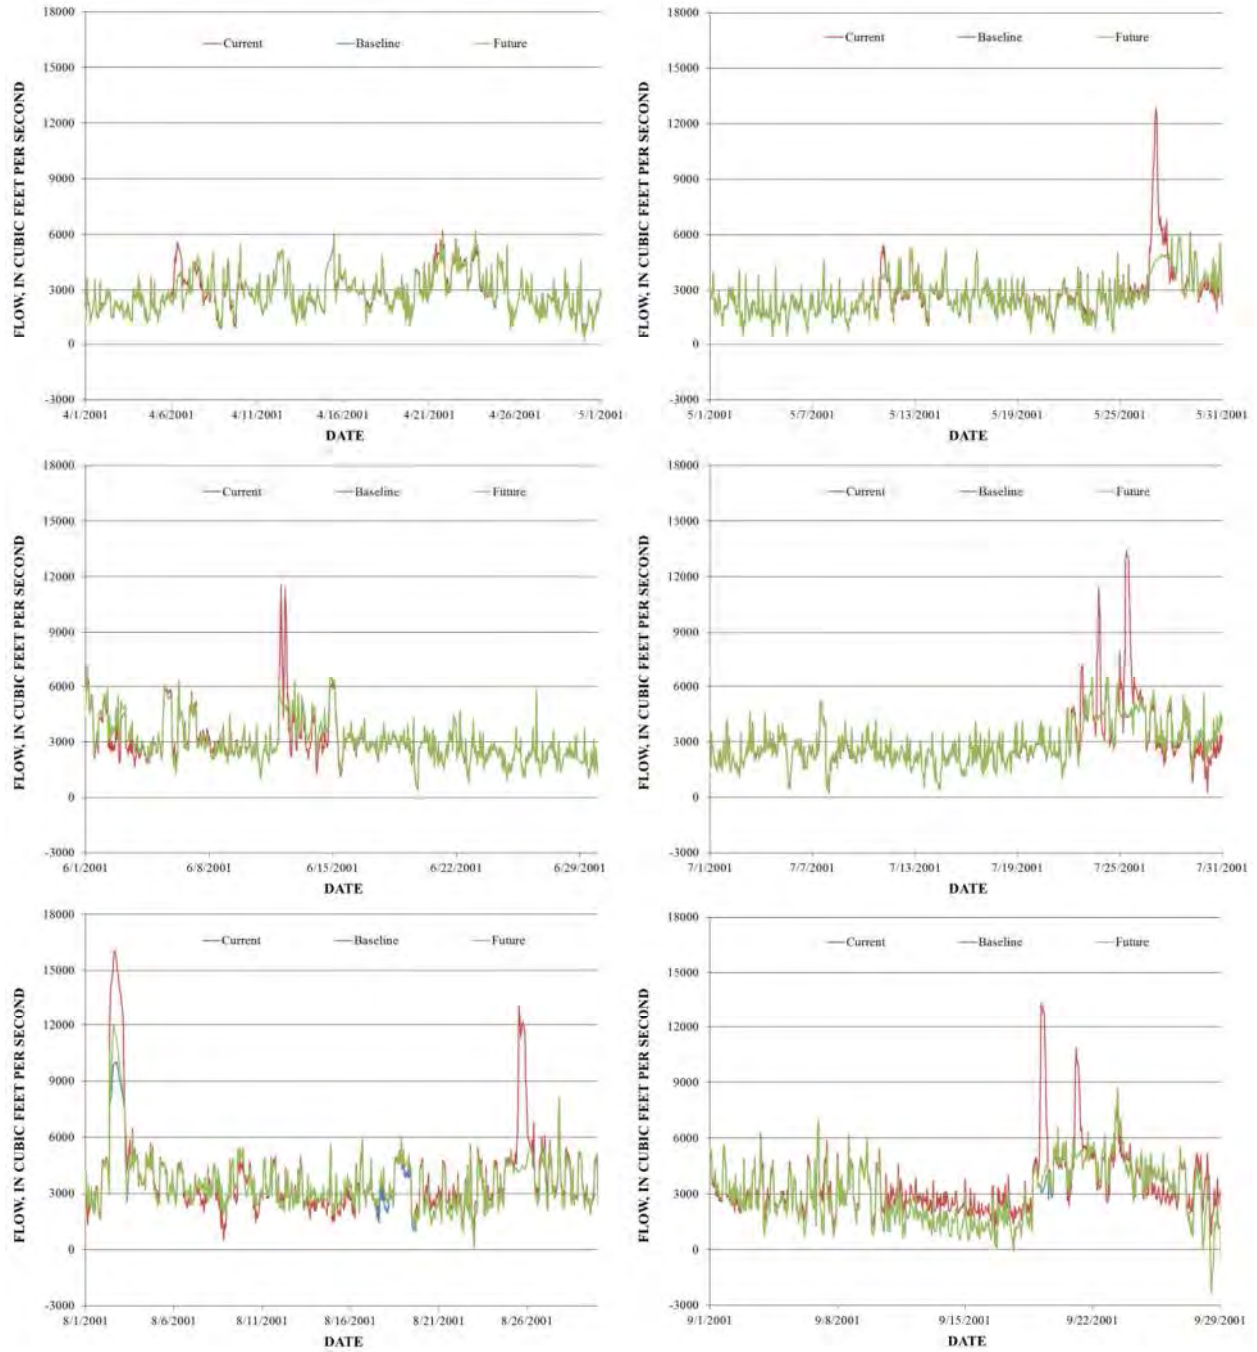 18000
Current Baseline Future
15000
12000
9000
6000
3000
0
-3000
FLOW, IN CUBIC FEET PER SECOND
4/1/2001 4/6/2001 4/11/2001 4/16/2001 4/21/2001 4/26/2001 5/1/2001
DATE
18000
Current Baseline Future
15000
12000
9000
6000
3000
0
-3000
FLOW, IN CUBIC FEET PER SECOND
5/1/2001 5/7/2001 5/13/2001 5/19/2001 5/25/2001 5/31/2001
DATE
18000
Current Baseline Future
15000
12000
9000
6000
3000
0
-3000
FLOW, IN CUBIC FEET PER SECOND
6/1/2001 6/8/2001 6/15/2001 6/22/2001 6/29/2001
DATE
18000
Current Baseline Future
15000
12000
9000
6000
3000
0
-3000
FLOW, IN CUBIC FEET PER SECOND
7/1/2001 7/7/2001 7/13/2001 7/19/2001 7/25/2001 7/31/2001
DATE
18000
Current Baseline Future
15000
12000
9000
6000
3000
0
-3000
FLOW, IN CUBIC FEET PER SECOND
8/1/2001 8/6/2001 8/11/2001 8/16/2001 8/21/2001 8/26/2001
DATE
18000
Current Baseline Future
15000
12000
9000
6000
3000
0
-3000
FLOW, IN CUBIC FEET PER SECOND
9/1/2001 9/8/2001 9/15/2001 9/22/2001 9/29/2001
DATE